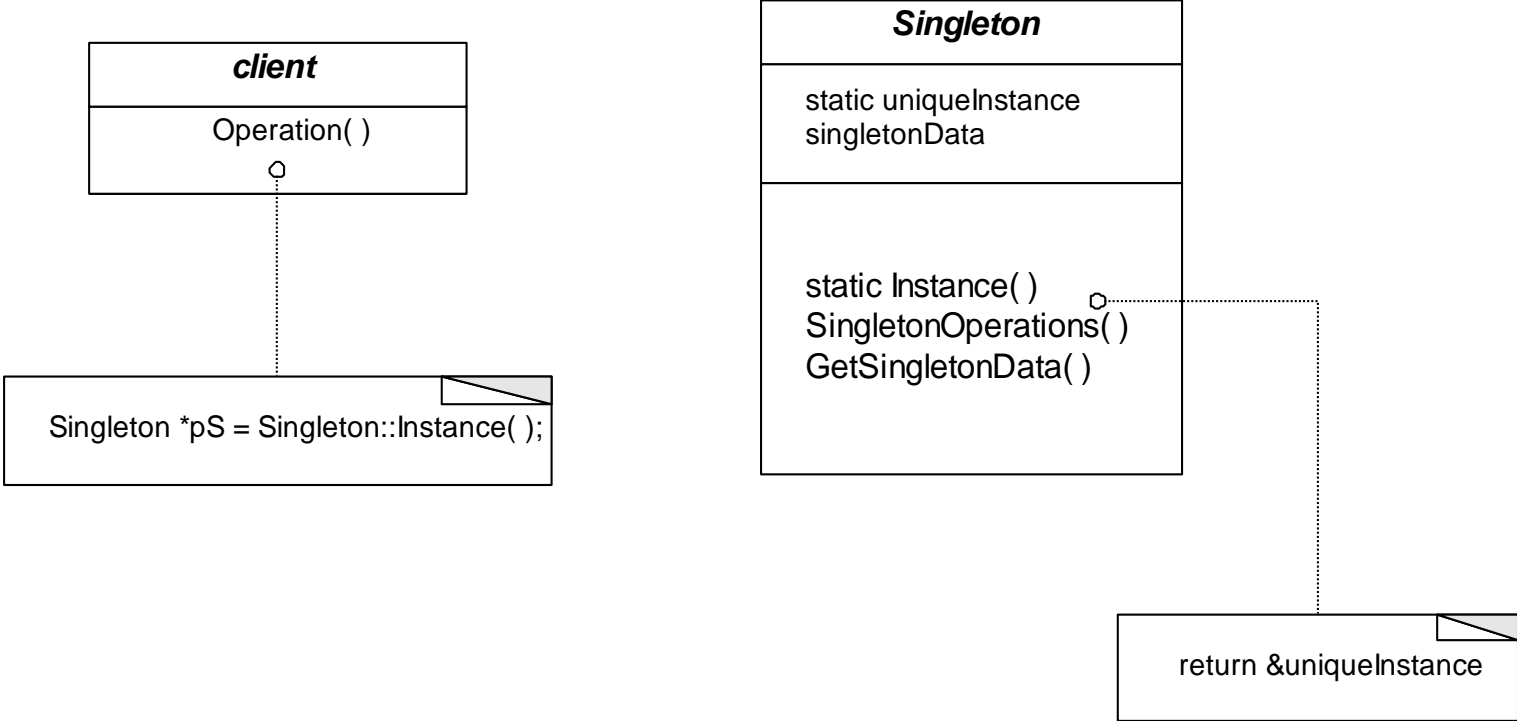 client
Operation( )
Singleton *pS = Singleton::Instance( );
Singleton
static uniqueInstance
singletonData
static Instance( )
SingletonOperations( )
GetSingletonData( )
return &uniqueInstance